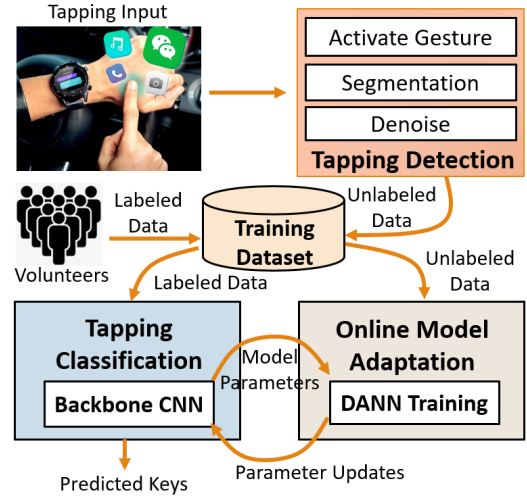 Tapping Input
Activate Gesture
Segmentation
Denoise
Tapping Detection
Labeled
Data
Unlabeled
Data
Training
Dataset
Volunteers
Labeled Data
Unlabeled
Data
Tapping
Classification
Backbone CNN
Model
Parameters
Online Model
Adaptation
DANN Training
Parameter Updates
Predicted Keys